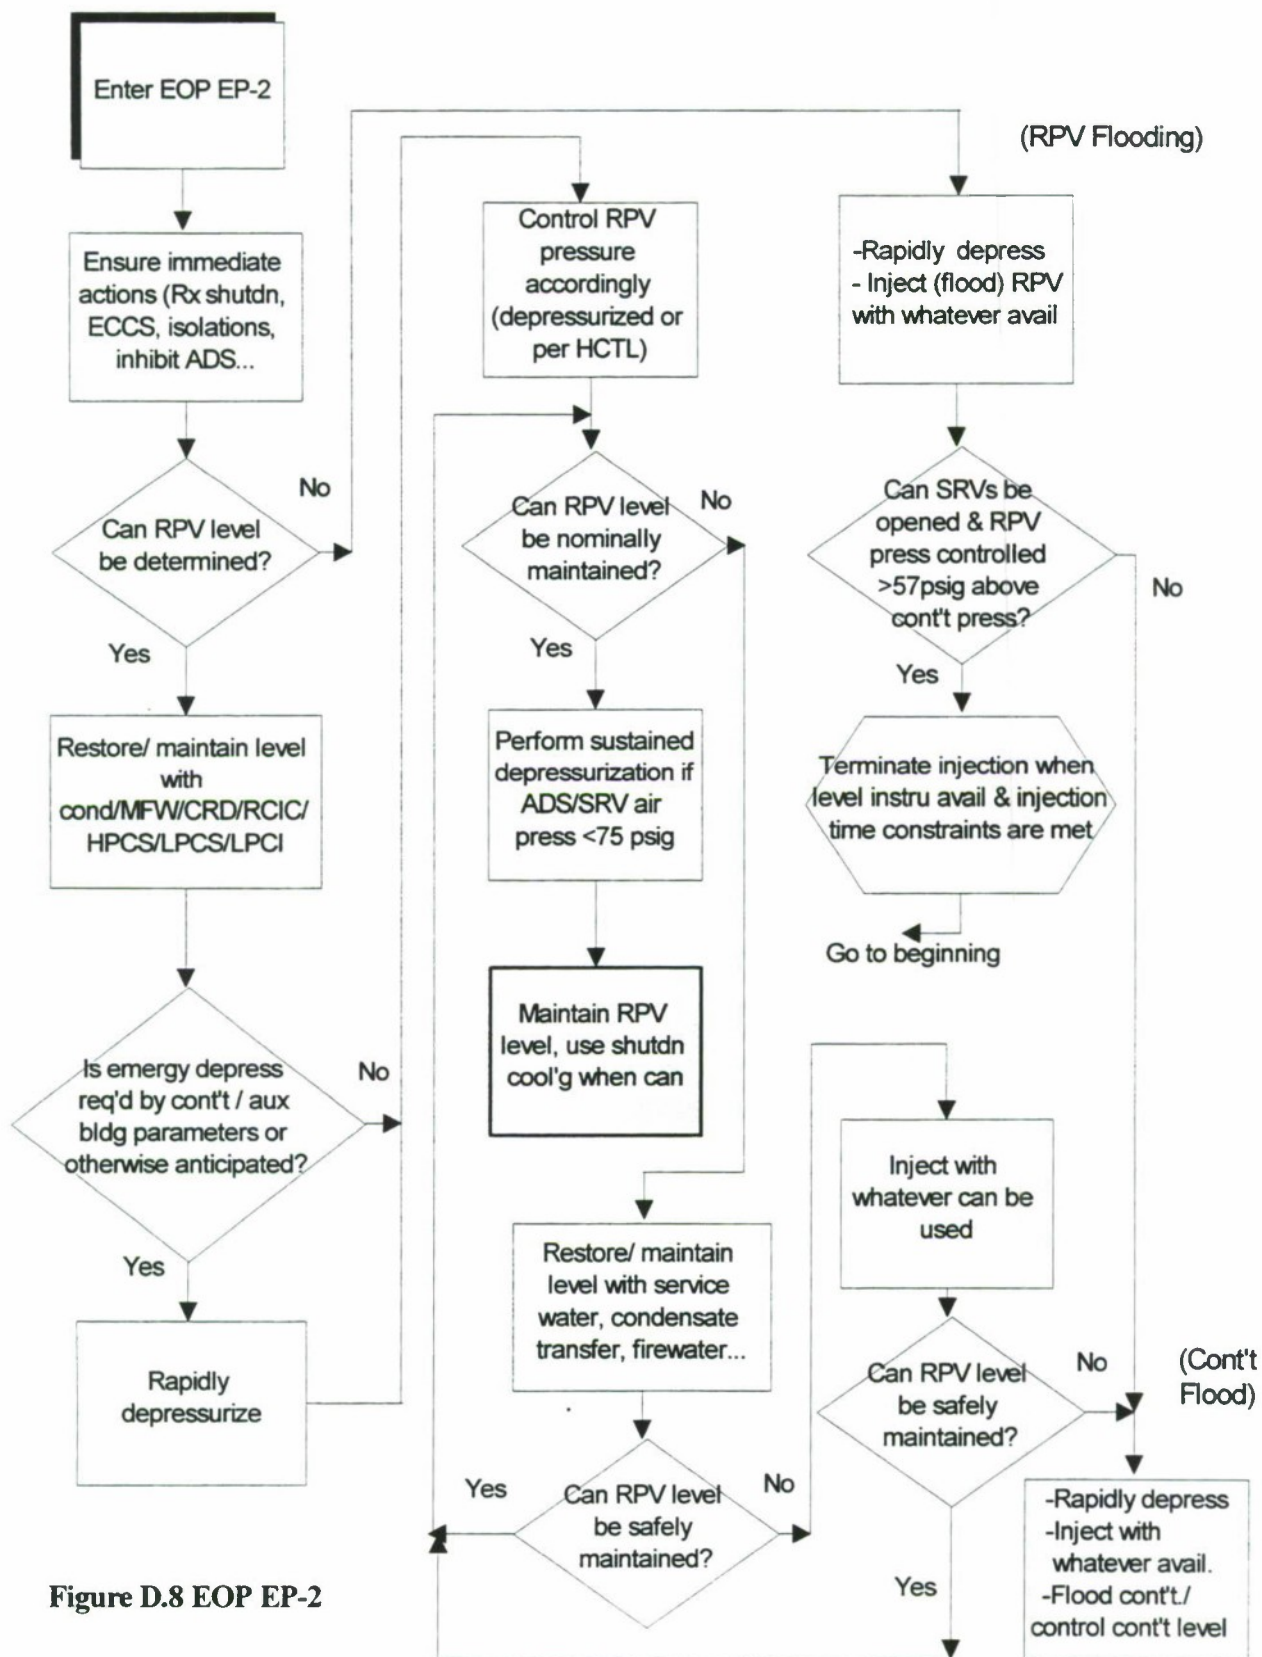 Enter EOP EP-2
Ensure immediate
actions (Rx shutdn,
ECCS, isolations,
inhibit ADS...
Can RPV level
be determined?
No
Yes
Restore/ maintain level
with
cond/MFW/CRD/RCIC/
HPCS/LPCS/LPCI
Is emergy depress
req'd by cont't / aux
bldg parameters or
otherwise anticipated?
No
Yes
Rapidly
depressurize
Control RPV
pressure
accordingly
(depressurized or
per HCTL)
Can RPV level
be nominally
maintained?
No
Yes
Perform sustained
depressurization if
ADS/SRV air
press <75 psig
Maintain RPV
level, use shutdn
cool'g when can
Restore/ maintain
level with service
water, condensate
transfer, firewater...
Can RPV level
be safely
maintained?
Yes
No
(RPV Flooding)
-Rapidly depress
- Inject (flood) RPV
with whatever avail
Can SRVs be
opened & RPV
press controlled
>57psig above
cont't press?
No
Yes
Terminate injection when
level instru avail & injection
time constraints are met
Go to beginning
Inject with
whatever can be
used
Can RPV level
be safely
maintained?
No
Yes
(Cont't
Flood)
-Rapidly depress
-Inject with
whatever avail.
-Flood cont't./
control cont't level
Figure D.8 EOP EP-2